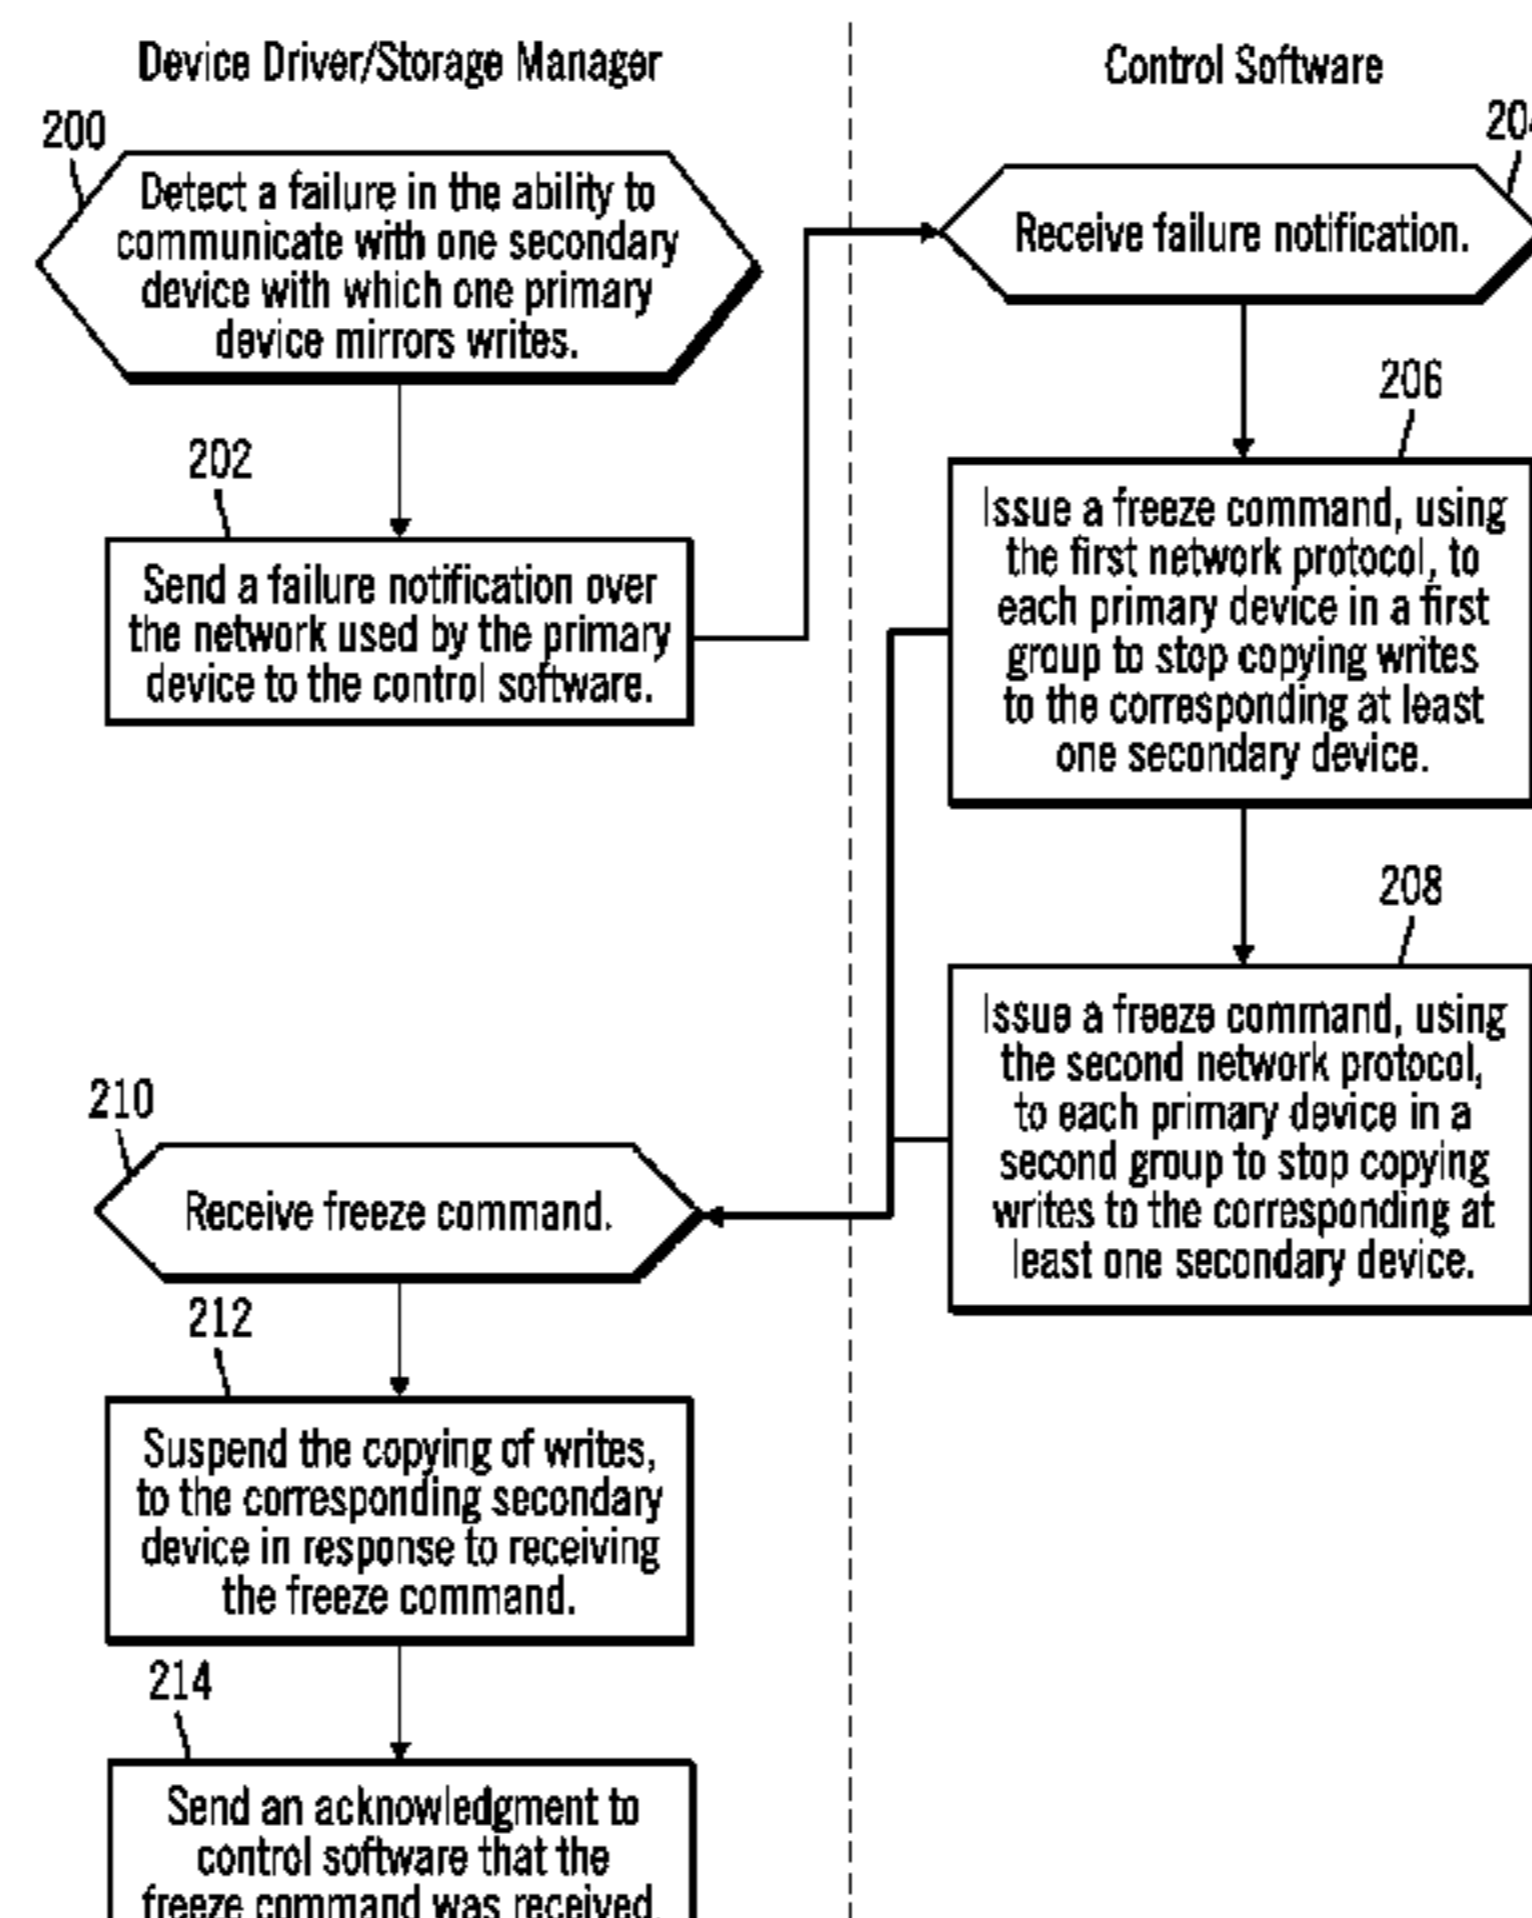 Device Driver/Storage Manager
200
Detect a failure in the ability to
communicate with one secondary
device with which one primary
device mirrors writes.
202
Send a failure notification over
the network used by the primary
device to the control software.
Control Software
Receive failure notification.
206
Issue a freeze command, using
the first network protocol, to
each primary device in a first
group to stop copying writes
to the corresponding at least
one secondary device.
208
Issue a freeze command, using
the second network protocol,
to each primary device in a
second group to stop copying
writes to the corresponding at
least one secondary device.
210
Receive freeze command.
212
Suspend the copying of writes,
to the corresponding secondary
device in response to receiving
the freeze command.
214
Send an acknowledgment to
control software that the
freeze command was received.